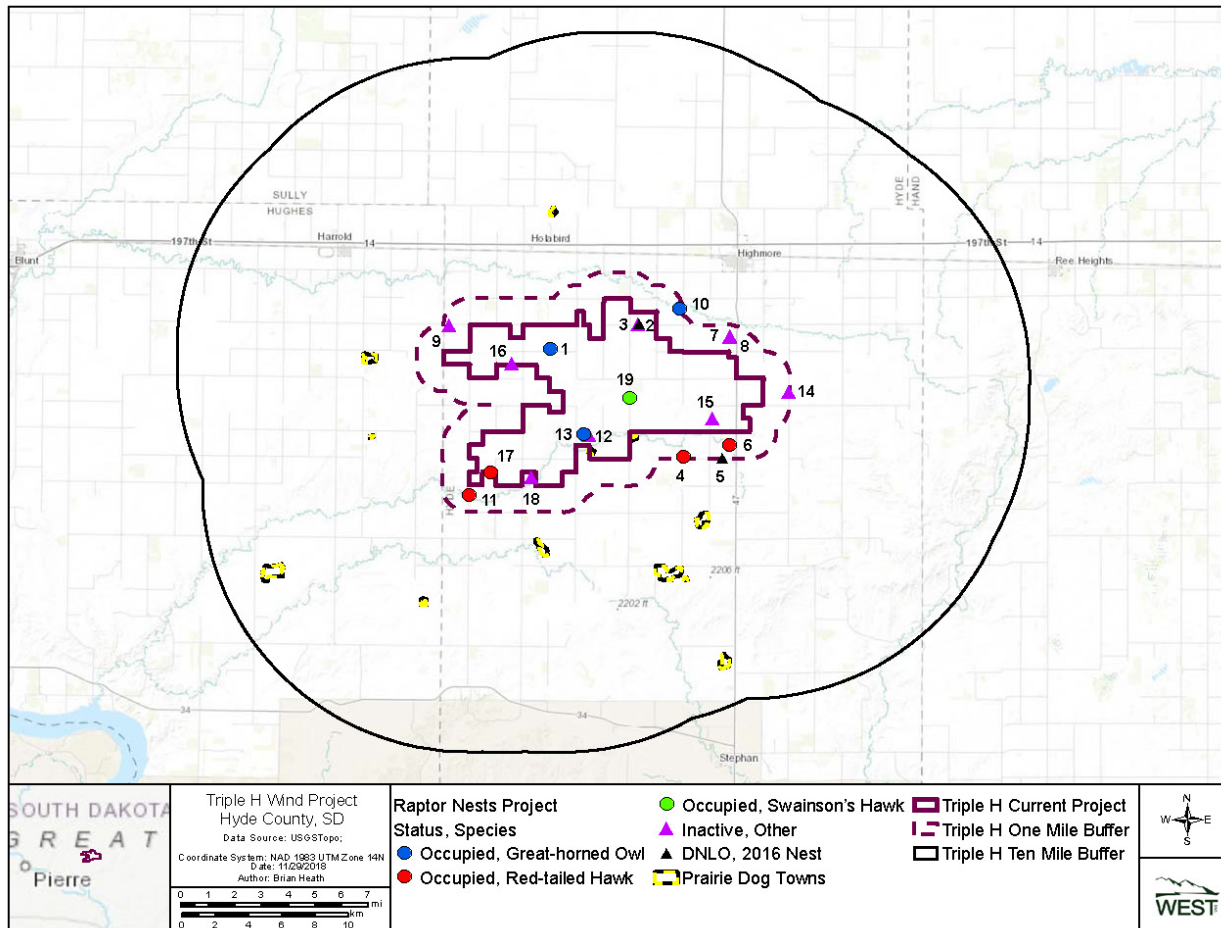 SULLY
HUGHES
HYDE
HAND
197th St
14
197th St
14
Harrold
Holabird
Highmore
Blunt
Ree Heights
10
3
2
7
8
9
1
16
14
19
15
13
12
6
17
4
5
11
18
HYDE
47
2206 ft
2202 ft
34
34
Stephan
SOUTH DAKOTA
GREAT
Pierre
Triple H Wind Project
Hyde County, SD
Data Source: USGSTopo;
Coordinate System: NAD 1983 UTM Zone 14N
Date: 11/29/2018
Author: Brian Heath
0 1 2 3 4 5 6 7
mi
km
0 2 4 6 8 10
Raptor Nests Project
Status, Species
Occupied, Great-horned Owl
Occupied, Red-tailed Hawk
Occupied, Swainson's Hawk
Inactive, Other
DNLO, 2016 Nest
Prairie Dog Towns
Triple H Current Project
Triple H One Mile Buffer
Triple H Ten Mile Buffer
N
W E
S
WEST